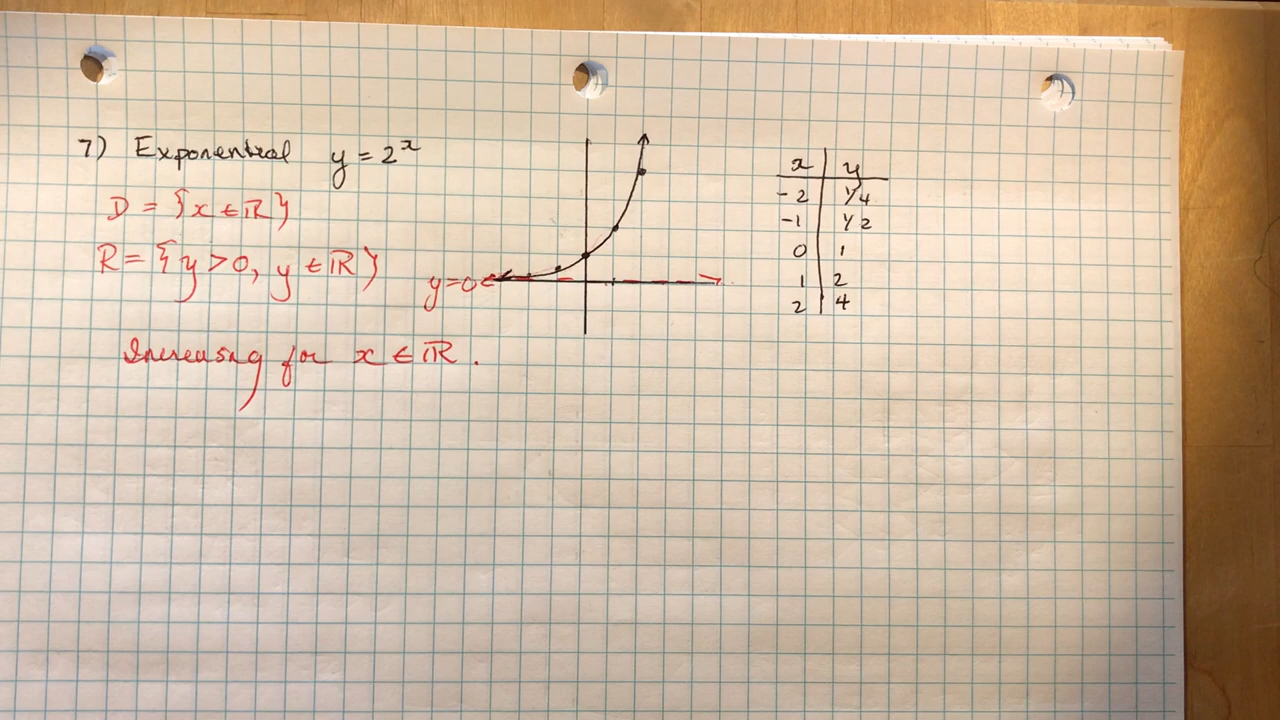 7) Exponential y = 2^x
D = {x ∈ ℝ}
R = {y > 0, y ∈ ℝ}
y=0
Increasing for x ∈ ℝ.
x | y
-2 | 1/4
-1 | 1/2
0 | 1
1 | 2
2 | 4